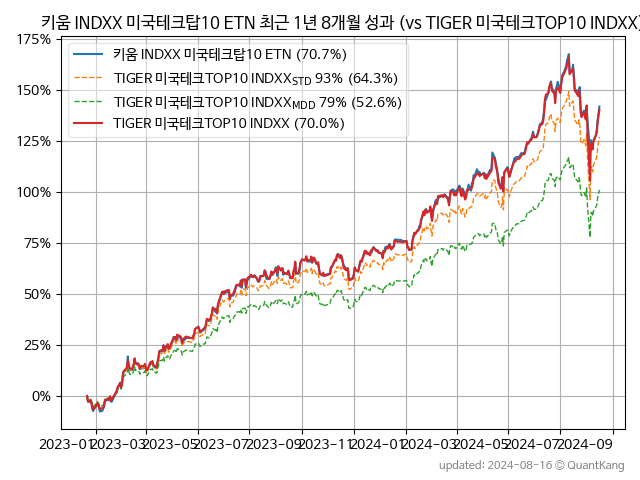 키움 INDXX 미국테크탑10 ETN 최근 1년 8개월 성과 (vs TIGER 미국테크TOP10 INDXX)
175%
150%
125%
100%
75%
50%
25%
0%
키움 INDXX 미국테크탑10 ETN (70.7%)
TIGER 미국테크TOP10 INDXXSTD 93% (64.3%)
TIGER 미국테크TOP10 INDXXMDD 79% (52.6%)
TIGER 미국테크TOP10 INDXX (70.0%)
2023-01 2023-03 2023-05 2023-07 2023-09 2023-11 2024-01 2024-03 2024-05 2024-07 2024-09
updated: 2024-08-16 © QuantKang